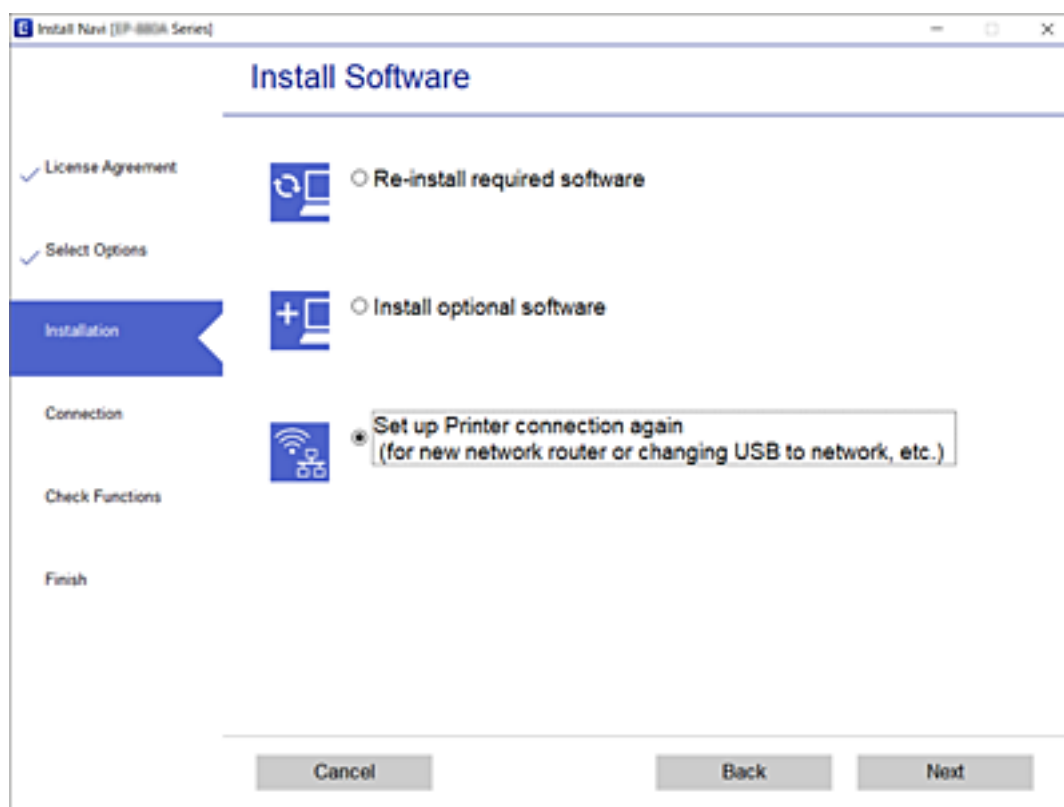 Install Navi [EP-880A Series]
Install Software
License Agreement
Select Options
Installation
Connection
Check Functions
Finish
Re-install required software
Install optional software
Set up Printer connection again
(for new network router or changing USB to network, etc.)
Cancel
Back
Next